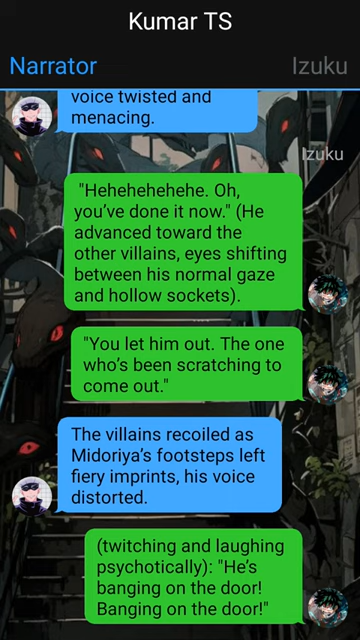 Kumar TS
Narrator
Izuku
voice twisted and
menacing.
Izuku
"Hehehehehehe. Oh,
you’ve done it now." (He
advanced toward the
other villains, eyes shifting
between his normal gaze
and hollow sockets).
"You let him out. The one
who’s been scratching to
come out."
The villains recoiled as
Midoriya’s footsteps left
fiery imprints, his voice
distorted.
(twitching and laughing
psychotically): "He’s
banging on the door!
Banging on the door!"